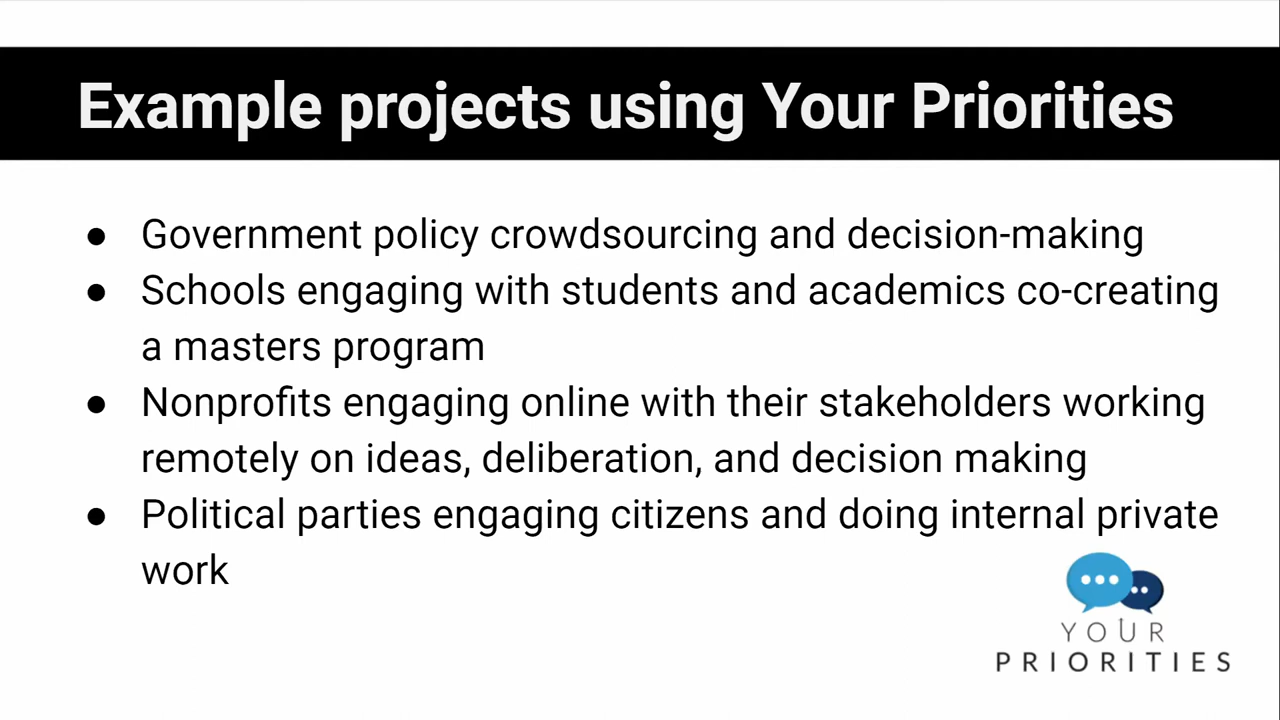 Example projects using Your Priorities
● Government policy crowdsourcing and decision-making
● Schools engaging with students and academics co-creating
a masters program
● Nonprofits engaging online with their stakeholders working
remotely on ideas, deliberation, and decision making
● Political parties engaging citizens and doing internal private
work
YOUR
PRIORITIES